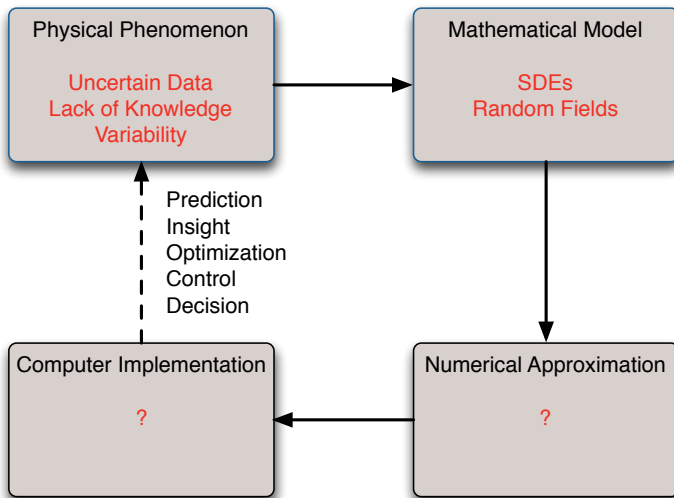 Physical Phenomenon
Uncertain Data
Lack of Knowledge
Variability
Mathematical Model
SDEs
Random Fields
Prediction
Insight
Optimization
Control
Decision
Computer Implementation
?
Numerical Approximation
?